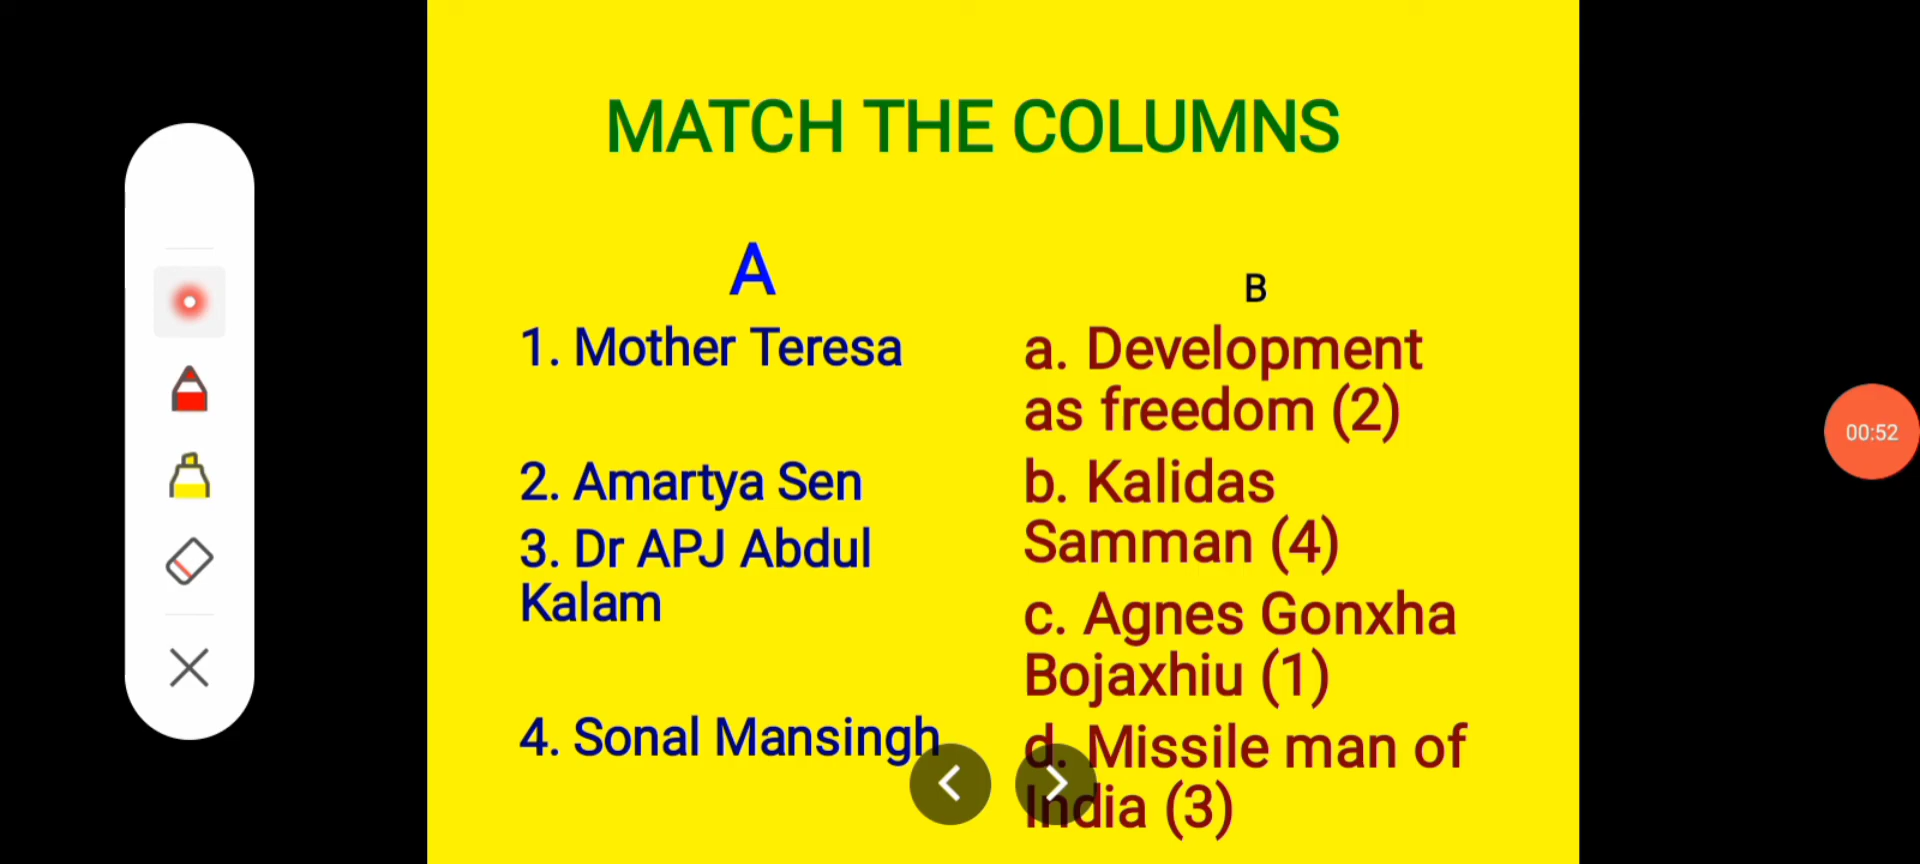 MATCH THE COLUMNS
A
1. Mother Teresa
2. Amartya Sen
3. Dr APJ Abdul
Kalam
4. Sonal Mansingh
B
a. Development
as freedom (2)
b. Kalidas
Samman (4)
c. Agnes Gonxha
Bojaxhiu (1)
d. Missile man of
India (3)
00:52